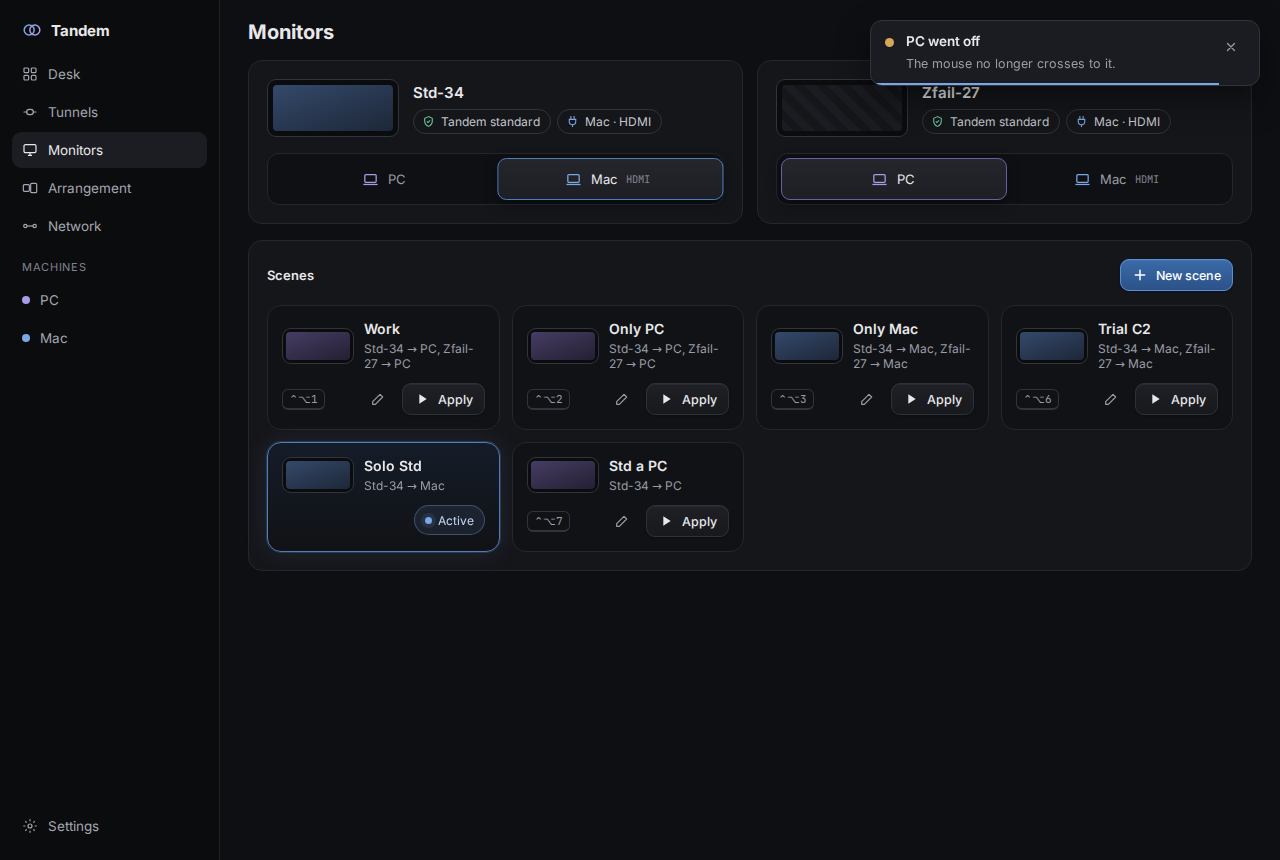 Tandem
Desk
Tunnels
Monitors
Arrangement
Network
MACHINES
PC
Mac
Settings
Monitors
PC went off
The mouse no longer crosses to it.
Std-34
Tandem standard
Mac · HDMI
PC
Mac HDMI
Zfail-27
Tandem standard
Mac · HDMI
PC
Mac HDMI
Scenes
New scene
Work
Std-34 → PC, Zfail-
27 → PC
⌃⌥1
Apply
Only PC
Std-34 → PC, Zfail-
27 → PC
⌃⌥2
Apply
Only Mac
Std-34 → Mac, Zfail-
27 → Mac
⌃⌥3
Apply
Trial C2
Std-34 → Mac, Zfail-
27 → Mac
⌃⌥6
Apply
Solo Std
Std-34 → Mac
Active
Std a PC
Std-34 → PC
⌃⌥7
Apply